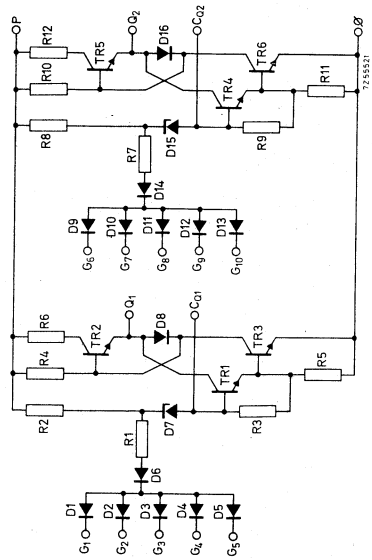 P
R12
TR5
Q2
D16
CQ2
TR6
Ø
R10
TR4
R11
7255521
R8
R7
D15
R9
D14
D9
D10
D11
D12
D13
G6
G7
G8
G9
G10
R6
TR2
Q1
D8
CQ1
TR3
R4
TR1
R5
R2
R1
D7
R3
D6
D1
D2
D3
D4
D5
G1
G2
G3
G4
G5